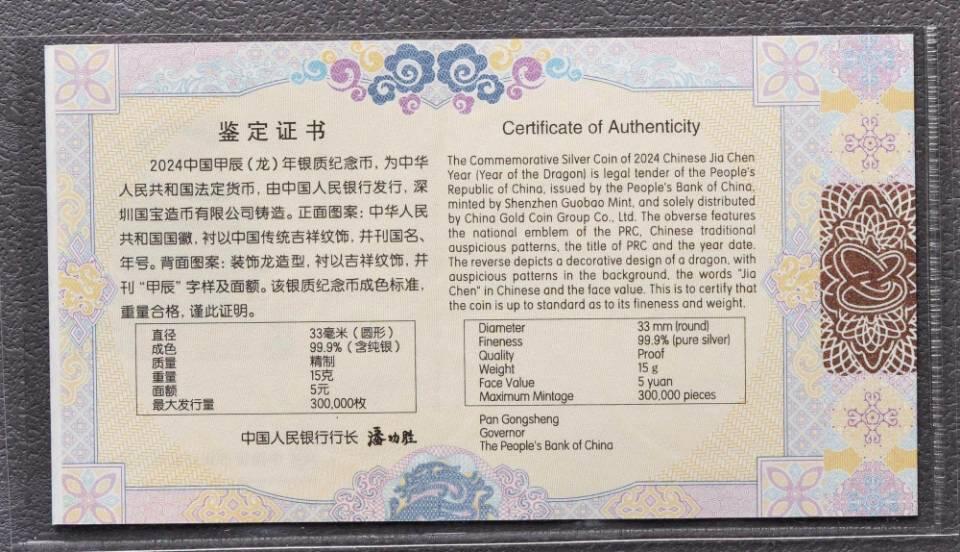 鉴定证书
2024中国甲辰（龙）年银质纪念币，为中华
人民共和国法定货币，由中国人民银行发行，深
圳国宝造币有限公司铸造。正面图案：中华人民
共和国国徽，衬以中国传统吉祥纹饰，并刊国名、
年号。背面图案：装饰龙造型，衬以吉祥纹饰，并
刊“甲辰”字样及面额。该银质纪念币成色标准，
重量合格，谨此证明。
直径 33毫米（圆形）
成色 99.9%（含纯银）
质量 精制
重量 15克
面额 5元
最大发行量 300,000枚
中国人民银行行长 潘功胜
Certificate of Authenticity
The Commemorative Silver Coin of 2024 Chinese Jia Chen
Year (Year of the Dragon) is legal tender of the People's
Republic of China, issued by the People's Bank of China,
minted by Shenzhen Guobao Mint, and solely distributed
by China Gold Coin Group Co., Ltd. The obverse features
the national emblem of the PRC, Chinese traditional
auspicious patterns, the title of PRC and the year date.
The reverse depicts a decorative design of a dragon, with
auspicious patterns in the background, the words "Jia
Chen" in Chinese and the face value. This is to certify that
the coin is up to standard as to its fineness and weight.
Diameter 33 mm (round)
Fineness 99.9% (pure silver)
Quality Proof
Weight 15 g
Face Value 5 yuan
Maximum Mintage 300,000 pieces
Pan Gongsheng
Governor
The People's Bank of China